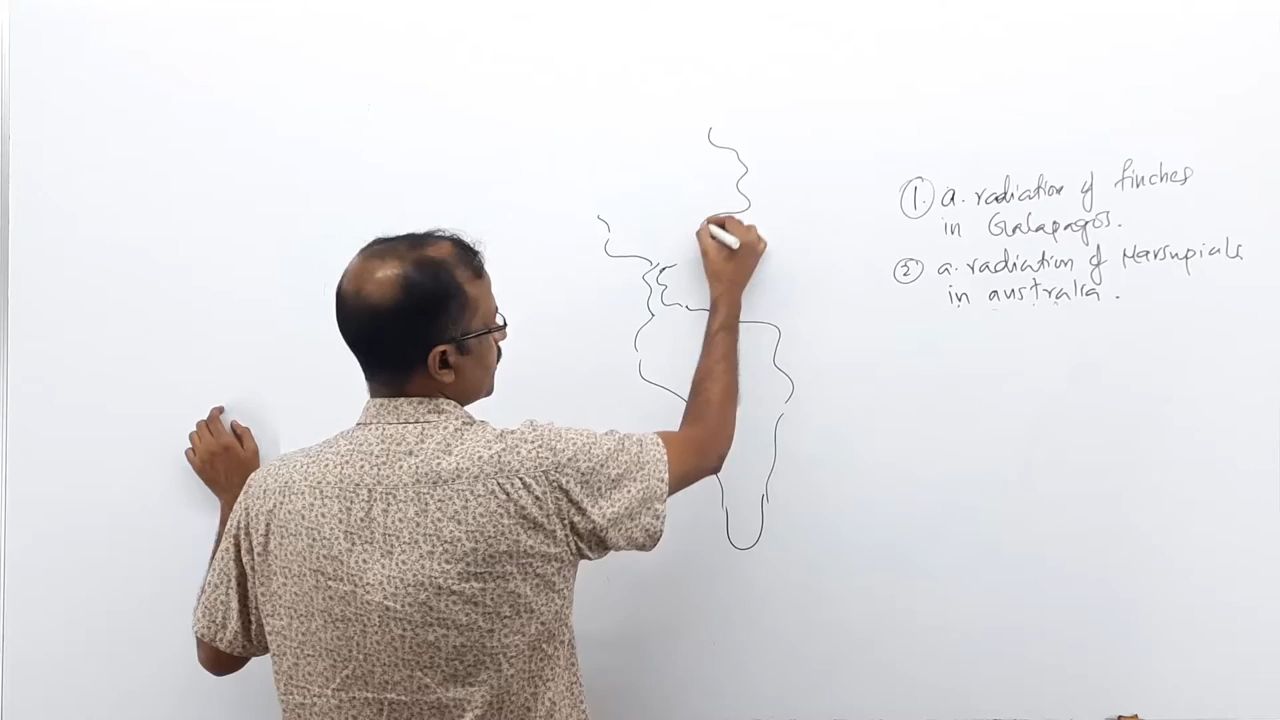 ① a. radiation of finches
in Galapagos.
② a. radiation of Marsupials
in australia.